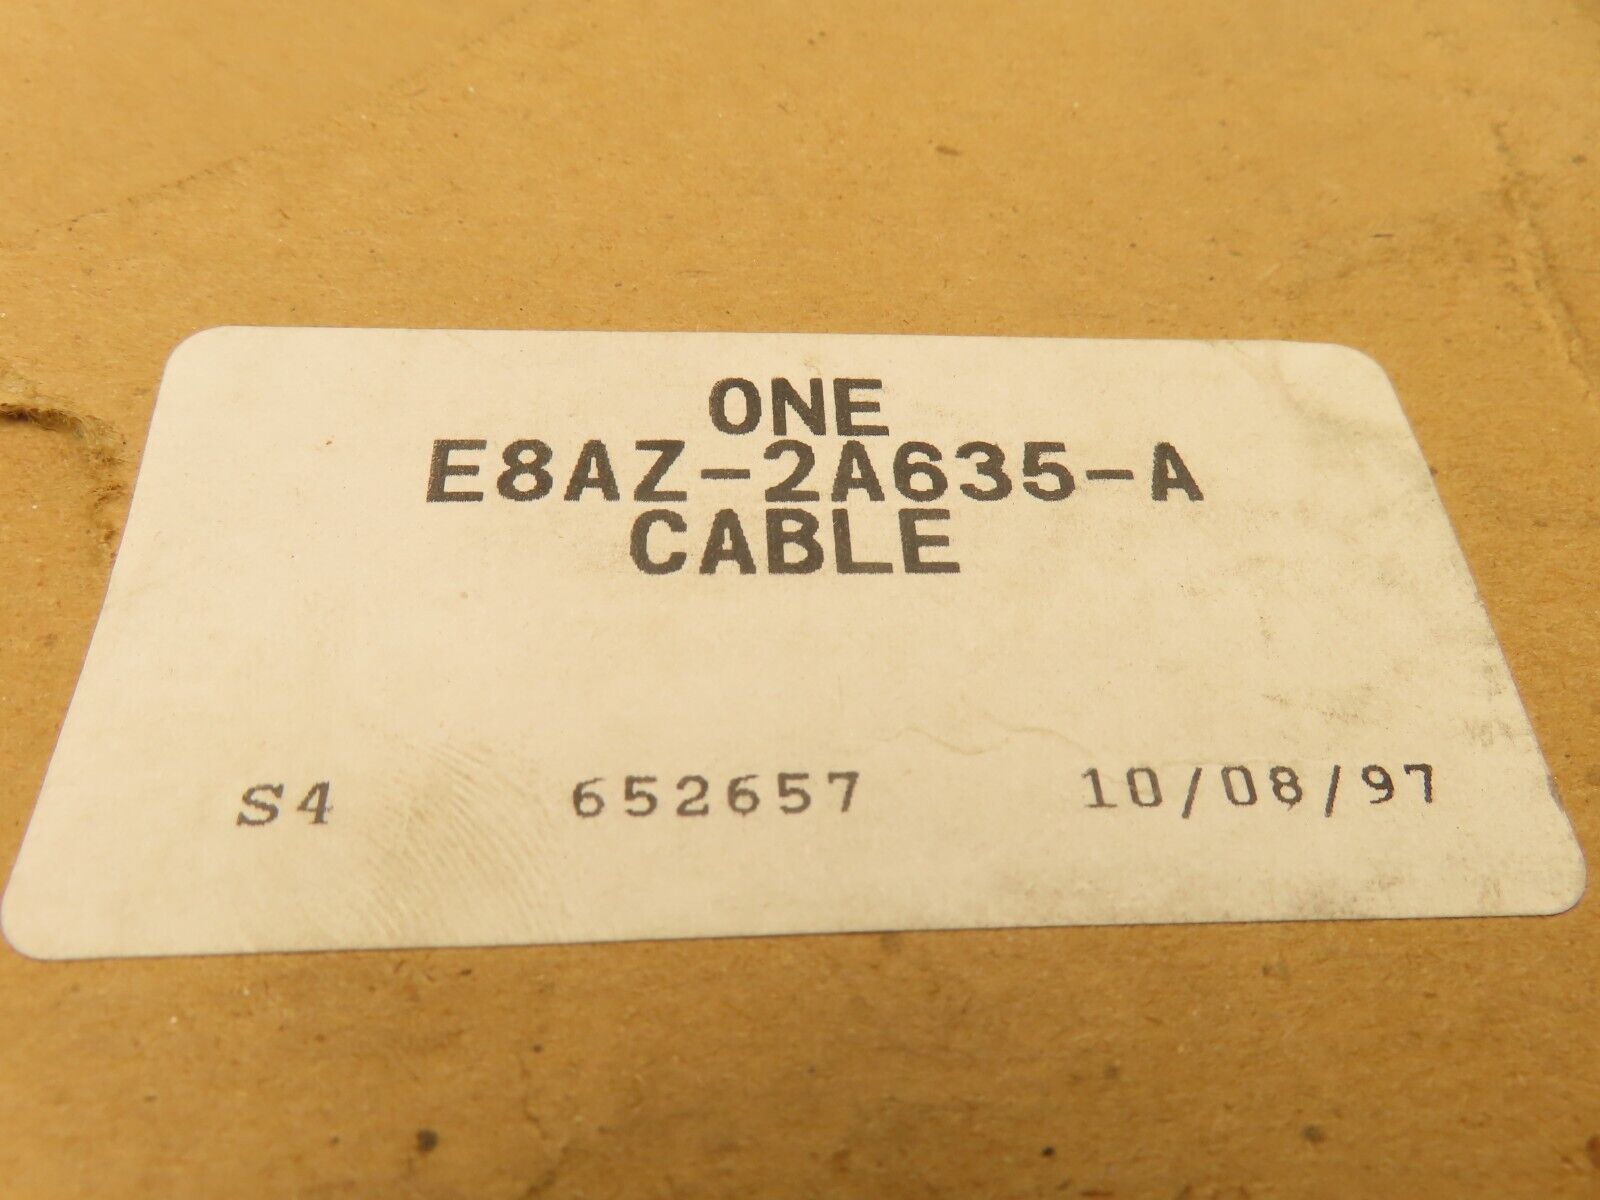 ONE
E8AZ-2A635-A
CABLE
S4 652657 10/08/97